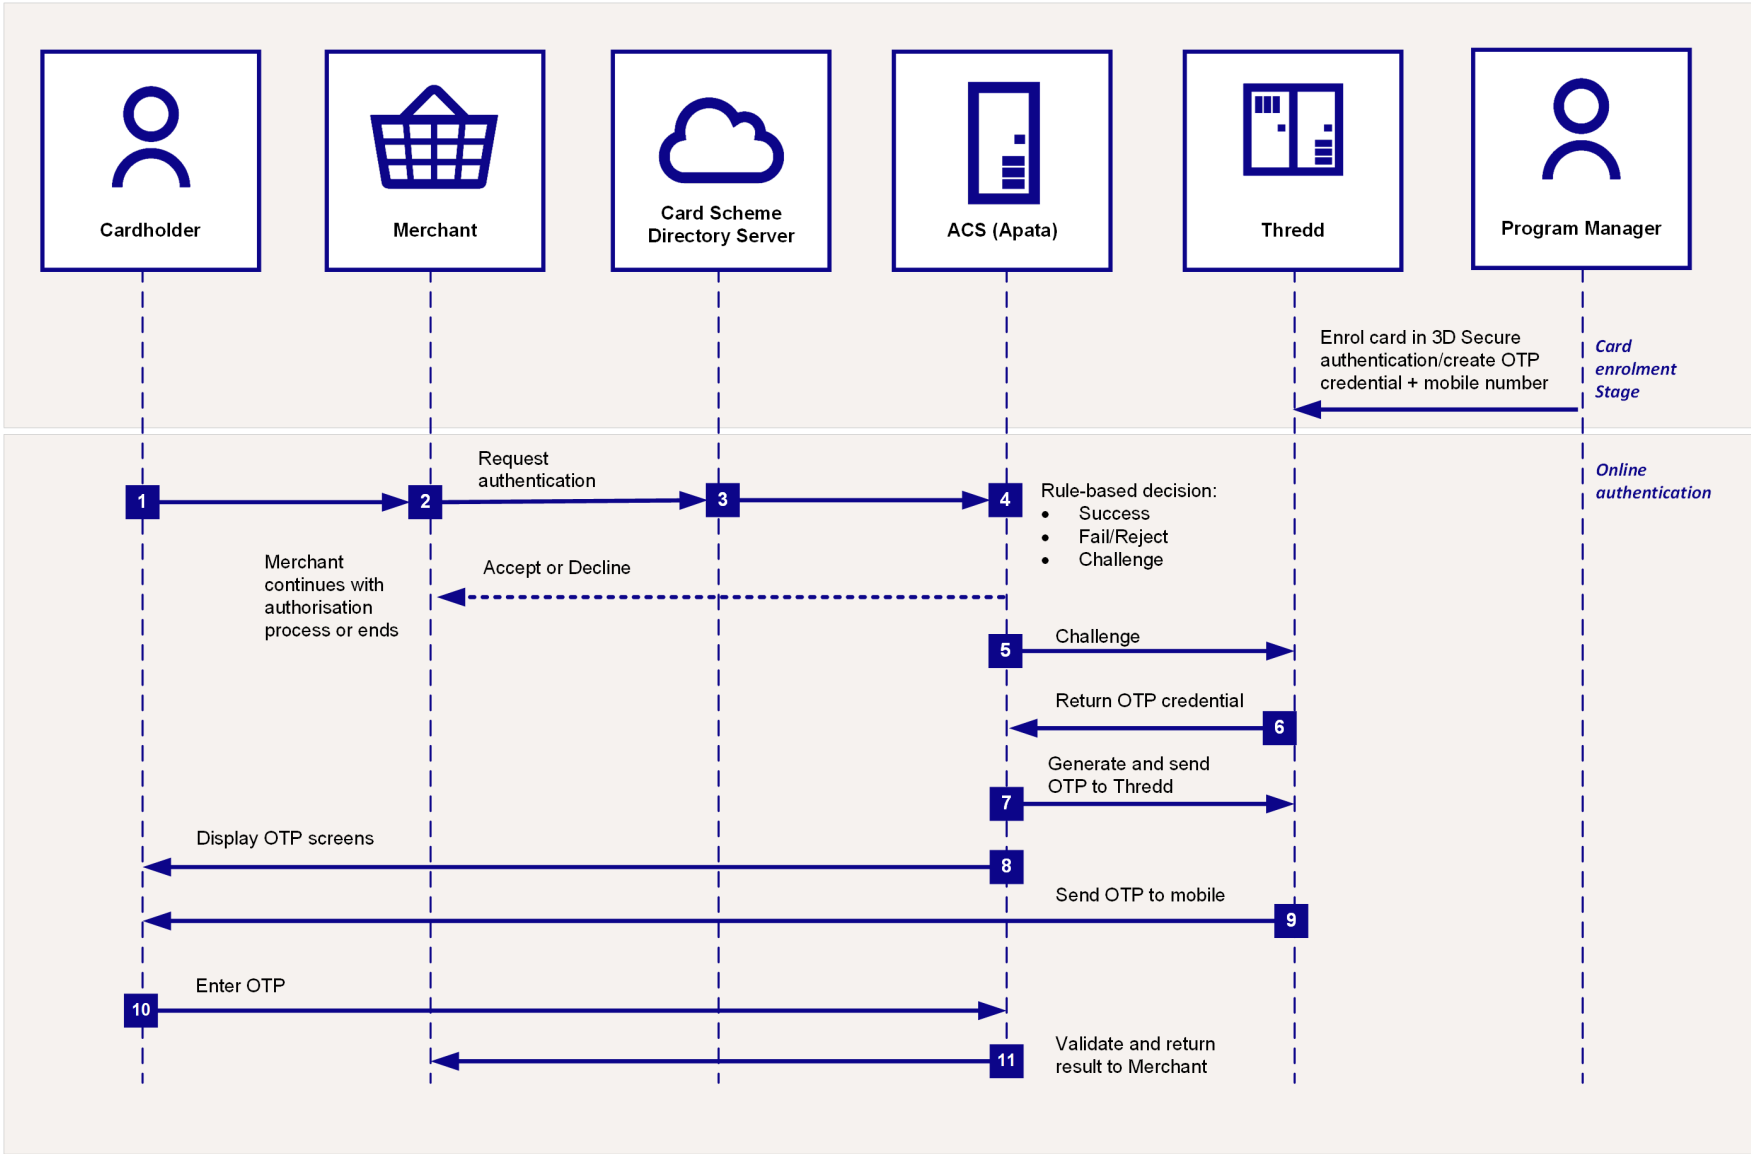 Cardholder
Merchant
Card Scheme
Directory Server
ACS (Apata)
Thredd
Program Manager
Enrol card in 3D Secure
authentication/create OTP
credential + mobile number
Card
enrolment
Stage
Online
authentication
Request
authentication
1
2
3
4
Rule-based decision:
• Success
• Fail/Reject
• Challenge
Merchant
continues with
authorisation
process or ends
Accept or Decline
5
Challenge
Return OTP credential
6
Generate and send
OTP to Thredd
7
Display OTP screens
8
Send OTP to mobile
9
Enter OTP
10
11
Validate and return
result to Merchant